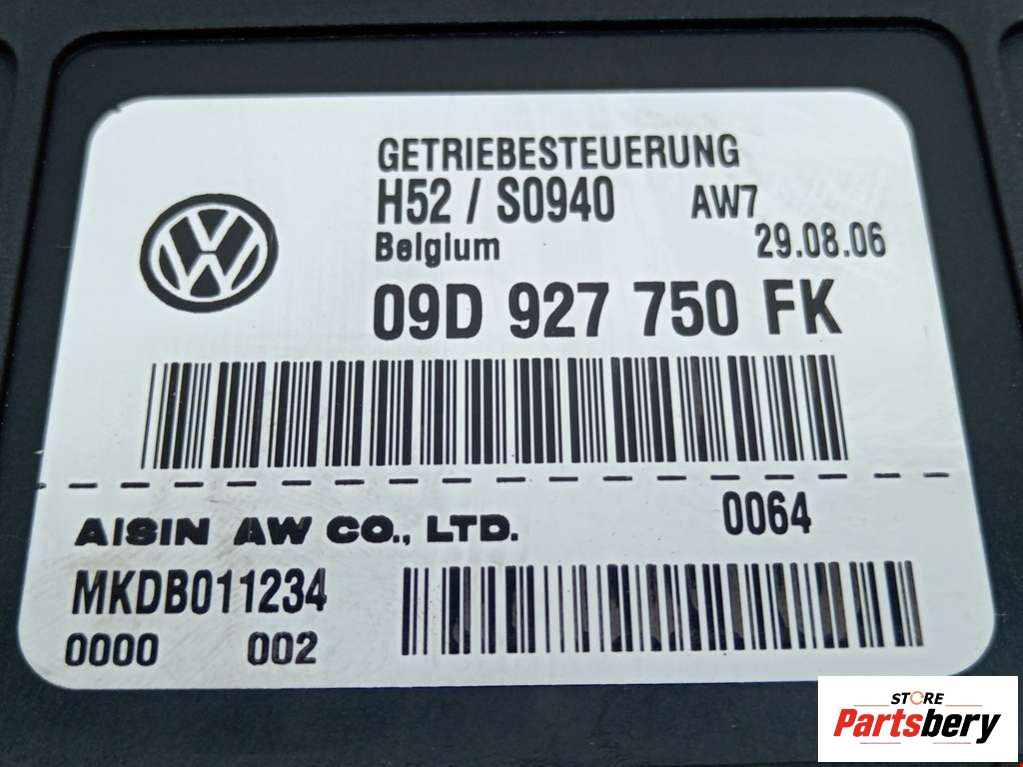 GETRIEBESTEUERUNG
H52 / S0940 AW7
Belgium 29.08.06
09D 927 750 FK
AISIN AW CO., LTD. 0064
MKDB011234
0000 002
STORE
Partsbery